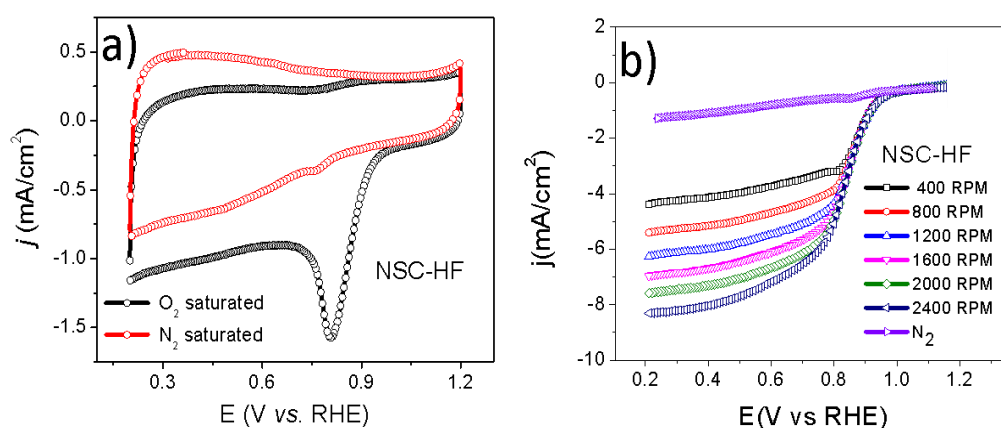 a)
0.5
0.0
-0.5
-1.0
-1.5
j (mA/cm²)
NSC-HF
O₂ saturated
N₂ saturated
0.3 0.6 0.9 1.2
E (V vs. RHE)
b)
2
0
-2
-4
-6
-8
-10
j(mA/cm²)
NSC-HF
400 RPM
800 RPM
1200 RPM
1600 RPM
2000 RPM
2400 RPM
N₂
0.2 0.4 0.6 0.8 1.0 1.2
E(V vs RHE)